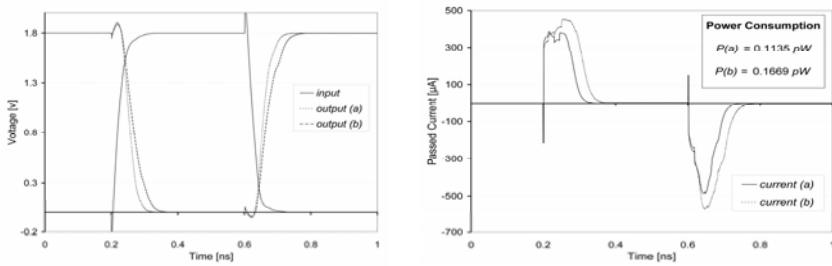 Voltage [v]
1.8
1.3
0.8
0.3
-0.2
0
0.2
0.4
0.6
0.8
1
Time [ns]
input
output (a)
output (b)
Passed Current [µA]
500
300
100
-100
-300
-500
-700
0
0.2
0.4
0.6
0.8
1
Time [ns]
Power Consumption
P(a) = 0.1135 pW
P(b) = 0.1669 pW
current (a)
current (b)